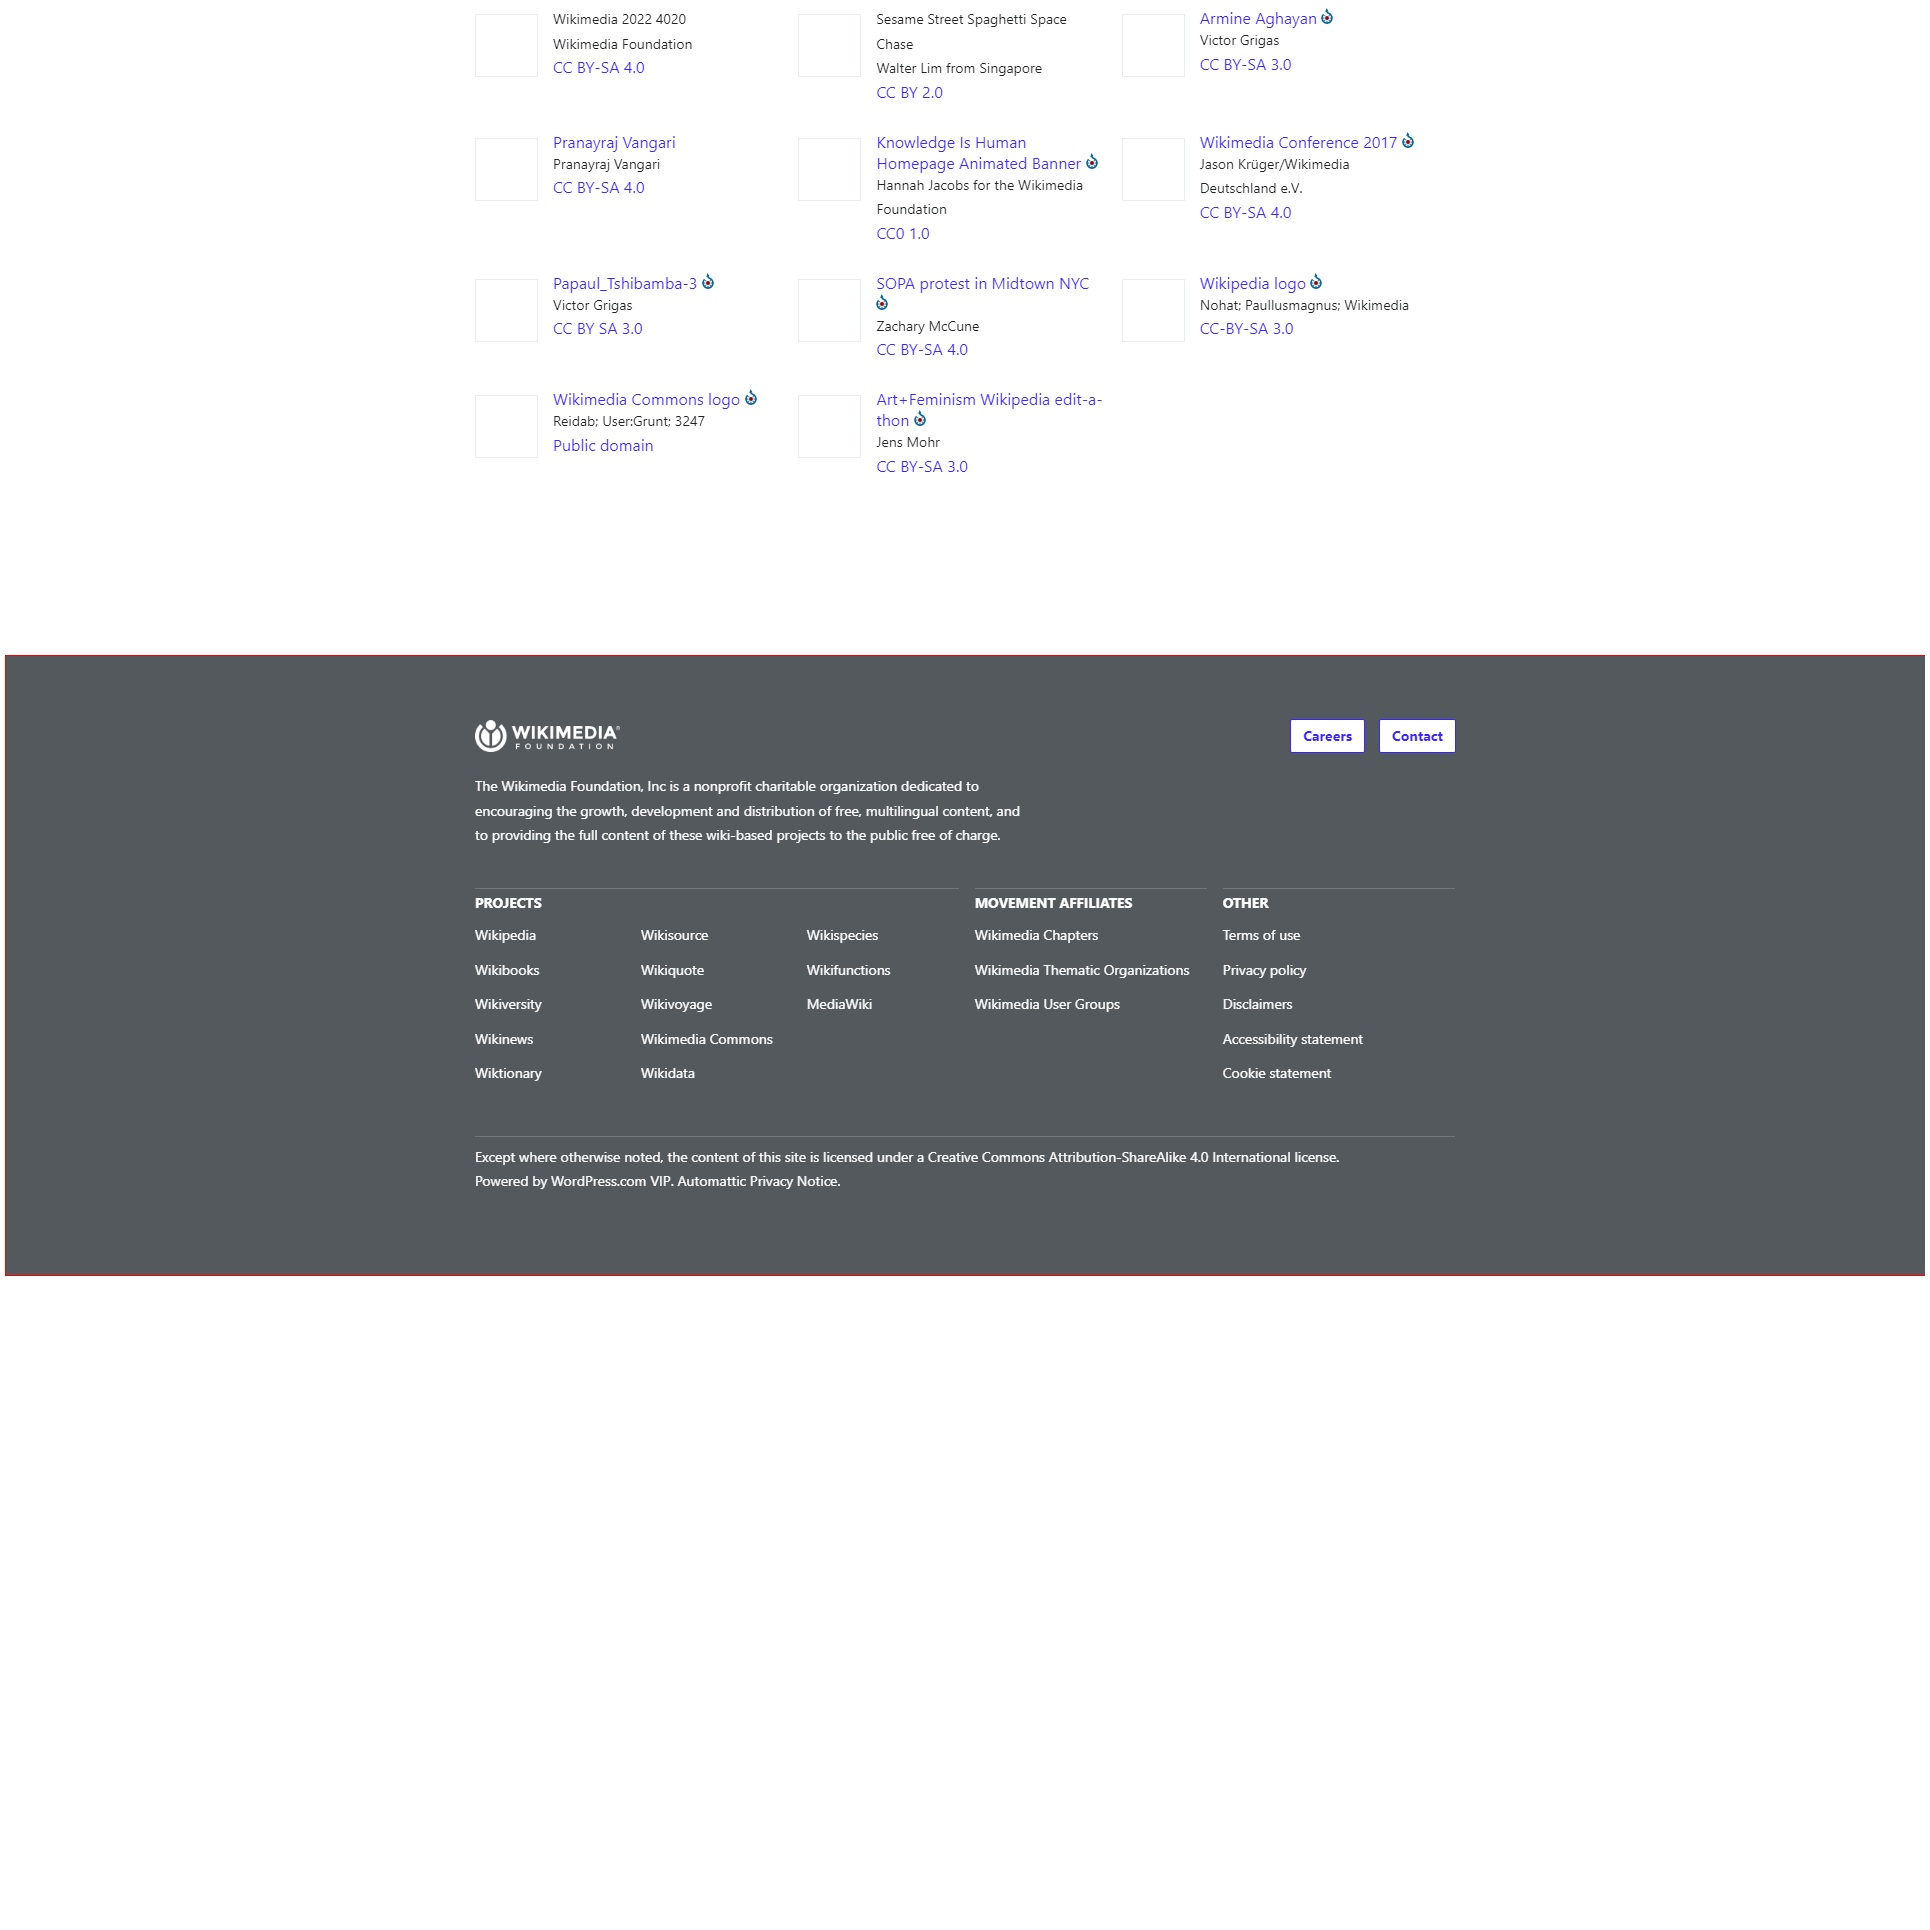 Wikimedia 2022 4020
Wikimedia Foundation
CC BY-SA 4.0
Sesame Street Spaghetti Space
Chase
Walter Lim from Singapore
CC BY 2.0
Armine Aghayan
Victor Grigas
CC BY-SA 3.0
Pranayraj Vangari
Pranayraj Vangari
CC BY-SA 4.0
Knowledge Is Human
Homepage Animated Banner
Hannah Jacobs for the Wikimedia
Foundation
CC0 1.0
Wikimedia Conference 2017
Jason Krüger/Wikimedia
Deutschland e.V.
CC BY-SA 4.0
Papaul_Tshibamba-3
Victor Grigas
CC BY SA 3.0
SOPA protest in Midtown NYC
Zachary McCune
CC BY-SA 4.0
Wikipedia logo
Nohat; Paullusmagnus; Wikimedia
CC-BY-SA 3.0
Wikimedia Commons logo
Reidab; User:Grunt; 3247
Public domain
Art+Feminism Wikipedia edit-a-
thon
Jens Mohr
CC BY-SA 3.0
WIKIMEDIA®
FOUNDATION
Careers
Contact
The Wikimedia Foundation, Inc is a nonprofit charitable organization dedicated to
encouraging the growth, development and distribution of free, multilingual content, and
to providing the full content of these wiki-based projects to the public free of charge.
PROJECTS
Wikipedia
Wikibooks
Wikiversity
Wikinews
Wiktionary
Wikisource
Wikiquote
Wikivoyage
Wikimedia Commons
Wikidata
Wikispecies
Wikifunctions
MediaWiki
MOVEMENT AFFILIATES
Wikimedia Chapters
Wikimedia Thematic Organizations
Wikimedia User Groups
OTHER
Terms of use
Privacy policy
Disclaimers
Accessibility statement
Cookie statement
Except where otherwise noted, the content of this site is licensed under a Creative Commons Attribution-ShareAlike 4.0 International license.
Powered by WordPress.com VIP. Automattic Privacy Notice.